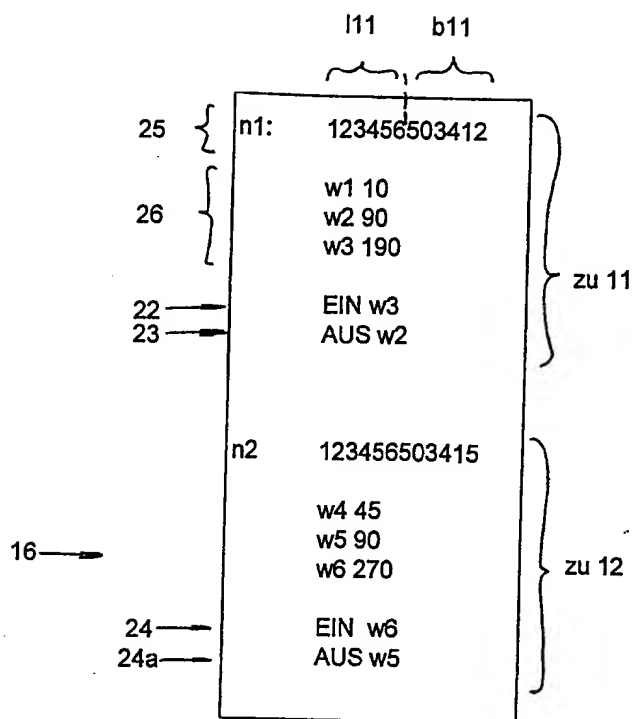 l11 b11
25 n1: 123456503412
26 w1 10
w2 90
w3 190
zu 11
22 EIN w3
23 AUS w2
n2 123456503415
w4 45
16 w5 90
w6 270
zu 12
24 EIN w6
24a AUS w5